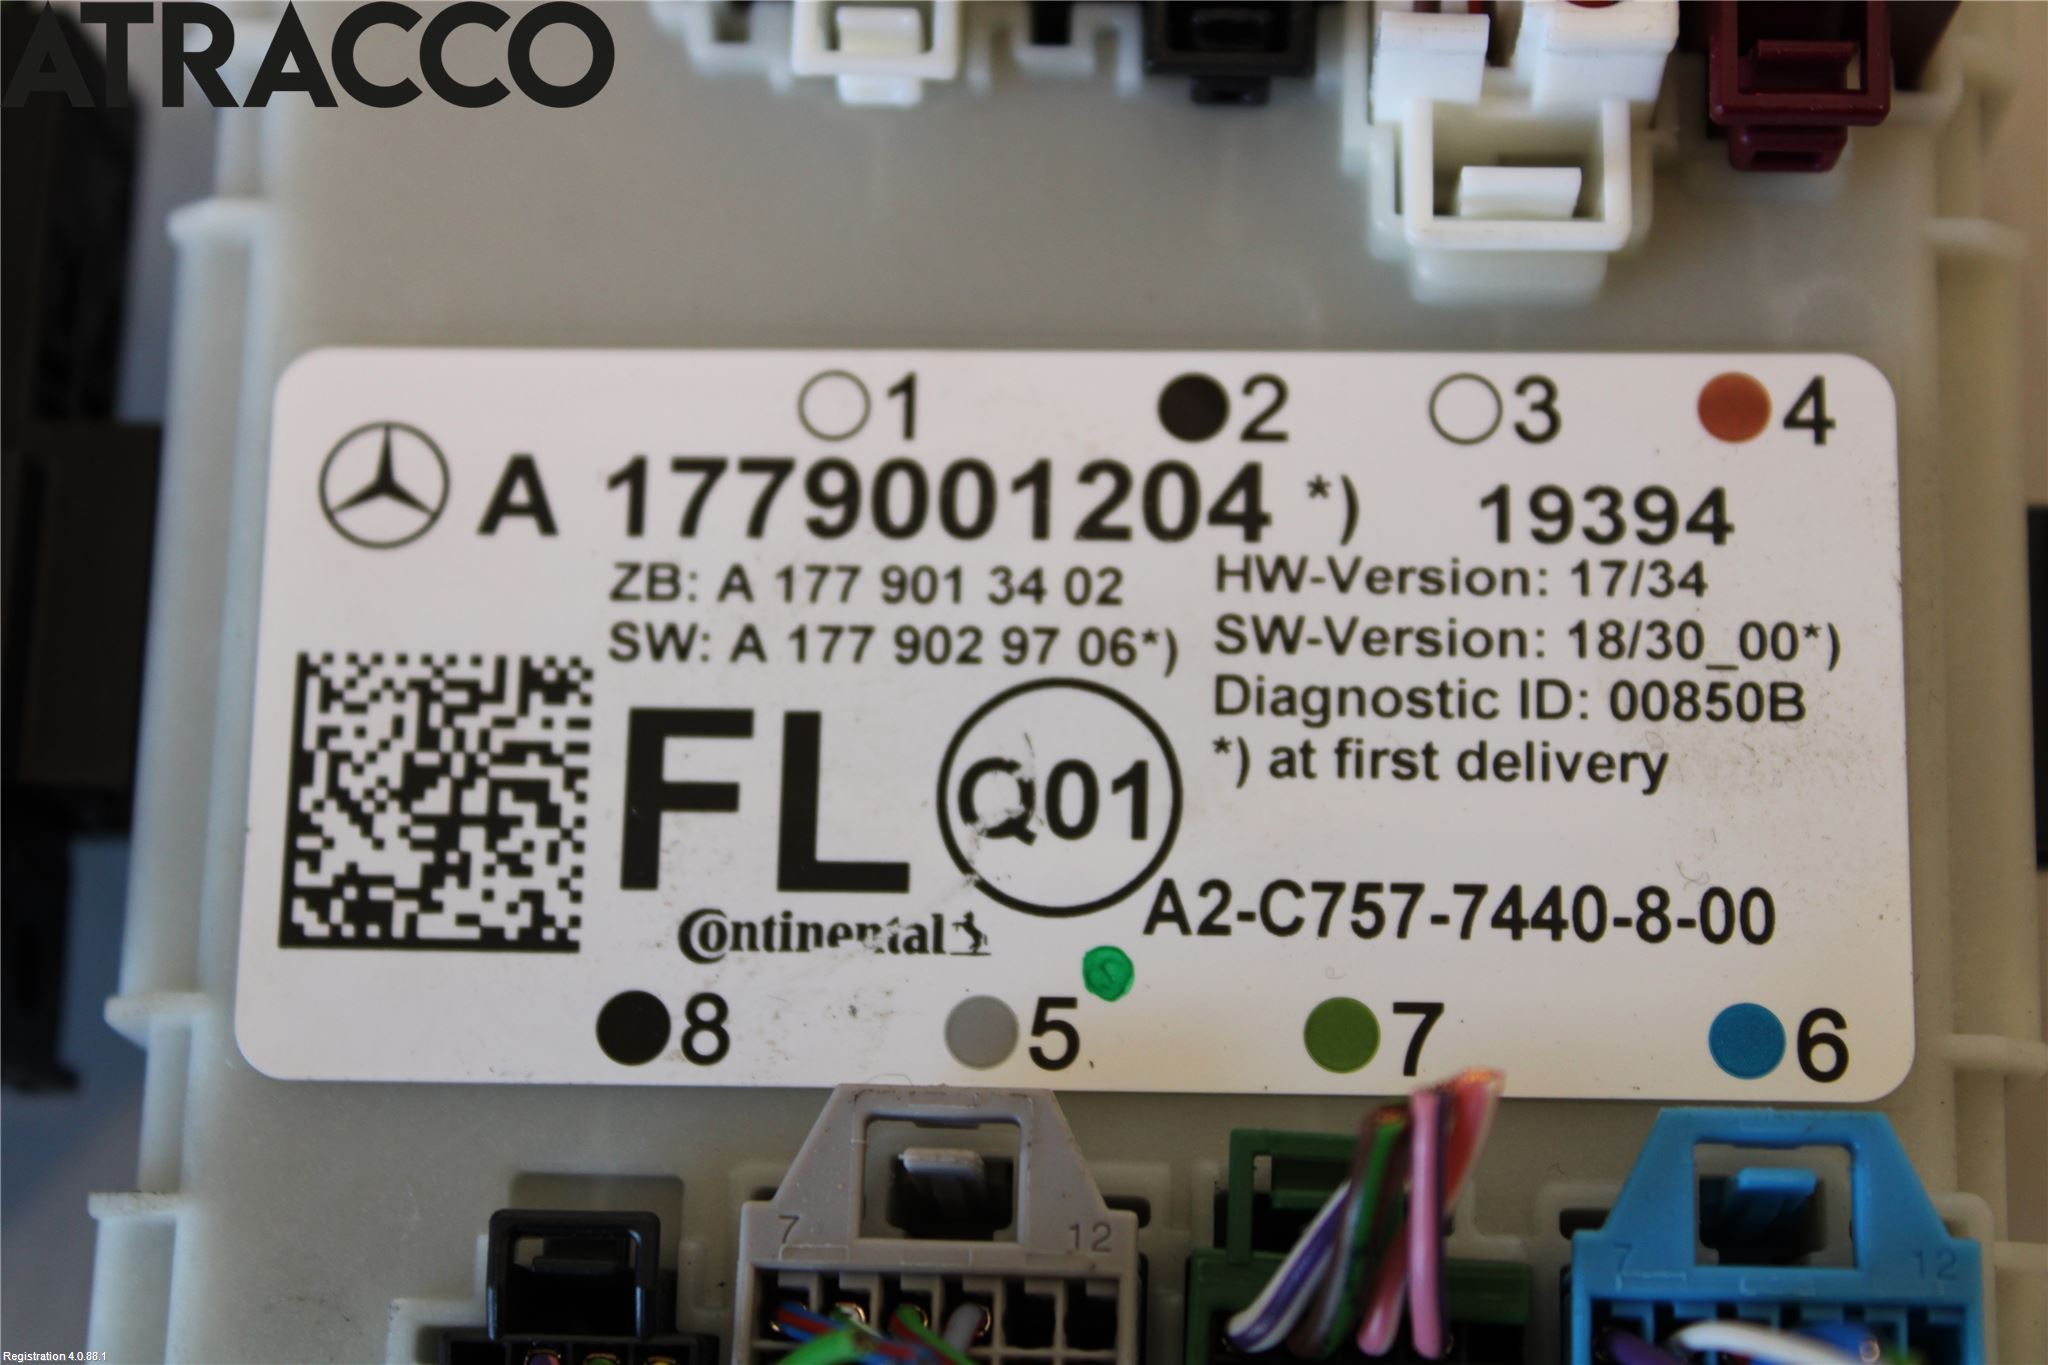 ATRACCO
1 2 3 4
A 1779001204 *) 19394
ZB: A 177 901 34 02
HW-Version: 17/34
SW: A 177 902 97 06*)
SW-Version: 18/30_00*)
Diagnostic ID: 00850B
*) at first delivery
FL
Q01
A2-C757-7440-8-00
Continental
8 5 7 6
7 12
7 12
Registration 4.0.88.1